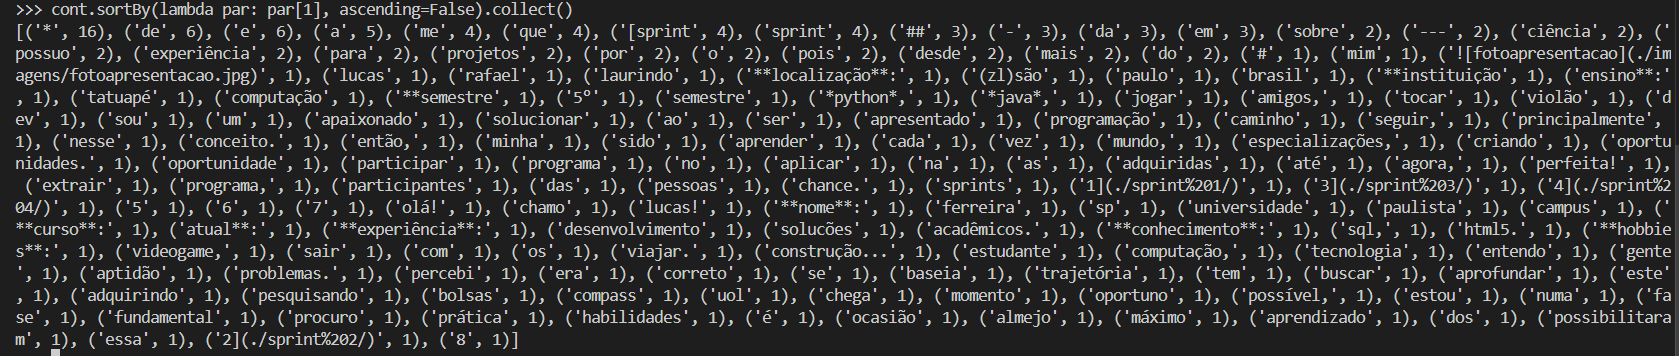 >>> cont.sortBy(lambda par: par[1], ascending=False).collect()
[('*', 16), ('de', 6), ('e', 6), ('a', 5), ('me', 4), ('que', 4), ('[sprint', 4), ('sprint', 4), ('##', 3), ('-', 3), ('da', 3), ('em', 3), ('sobre', 2), ('---', 2), ('ciência', 2), ('
possuo', 2), ('experiência', 2), ('para', 2), ('projetos', 2), ('por', 2), ('o', 2), ('pois', 2), ('desde', 2), ('mais', 2), ('do', 2), ('#', 1), ('mim', 1), ('![fotoapresentacao](./im
agens/fotoapresentacao.jpg)', 1), ('lucas', 1), ('rafael', 1), ('laurindo', 1), ('**localização**:', 1), ('(zl)são', 1), ('paulo', 1), ('brasil', 1), ('**instituição', 1), ('ensino**:'
, 1), ('tatuapé', 1), ('computação', 1), ('**semestre', 1), ('5º', 1), ('semestre', 1), ('*python*,', 1), ('*java*,', 1), ('jogar', 1), ('amigos,', 1), ('tocar', 1), ('violão', 1), ('d
ev', 1), ('sou', 1), ('um', 1), ('apaixonado', 1), ('solucionar', 1), ('ao', 1), ('ser', 1), ('apresentado', 1), ('programação', 1), ('caminho', 1), ('seguir,', 1), ('principalmente',
1), ('nesse', 1), ('conceito.', 1), ('então,', 1), ('minha', 1), ('sido', 1), ('aprender', 1), ('cada', 1), ('vez', 1), ('mundo,', 1), ('especializações,', 1), ('criando', 1), ('oportu
nidades.', 1), ('oportunidade', 1), ('participar', 1), ('programa', 1), ('no', 1), ('aplicar', 1), ('na', 1), ('as', 1), ('adquiridas', 1), ('até', 1), ('agora,', 1), ('perfeita!', 1),
('extrair', 1), ('programa,', 1), ('participantes', 1), ('das', 1), ('pessoas', 1), ('chance.', 1), ('sprints', 1), ('1](./sprint%201/)', 1), ('3](./sprint%203/)', 1), ('4](./sprint%2
04/)', 1), ('5', 1), ('6', 1), ('7', 1), ('olá!', 1), ('chamo', 1), ('lucas!', 1), ('**nome**:', 1), ('ferreira', 1), ('sp', 1), ('universidade', 1), ('paulista', 1), ('campus', 1), ('
**curso**:', 1), ('atual**:', 1), ('**experiência**:', 1), ('desenvolvimento', 1), ('solucões', 1), ('acadêmicos.', 1), ('**conhecimento**:', 1), ('sql,', 1), ('html5.', 1), ('**hobbie
s**:', 1), ('videogame,', 1), ('sair', 1), ('com', 1), ('os', 1), ('viajar.', 1), ('construção...', 1), ('estudante', 1), ('computação,', 1), ('tecnologia', 1), ('entendo', 1), ('gente
', 1), ('aptidão', 1), ('problemas.', 1), ('percebi', 1), ('era', 1), ('correto', 1), ('se', 1), ('baseia', 1), ('trajetória', 1), ('tem', 1), ('buscar', 1), ('aprofundar', 1), ('este'
, 1), ('adquirindo', 1), ('pesquisando', 1), ('bolsas', 1), ('compass', 1), ('uol', 1), ('chega', 1), ('momento', 1), ('oportuno', 1), ('possível,', 1), ('estou', 1), ('numa', 1), ('fa
se', 1), ('fundamental', 1), ('procuro', 1), ('prática', 1), ('habilidades', 1), ('é', 1), ('ocasião', 1), ('almejo', 1), ('máximo', 1), ('aprendizado', 1), ('dos', 1), ('possibilitara
m', 1), ('essa', 1), ('2](./sprint%202/)', 1), ('8', 1)]